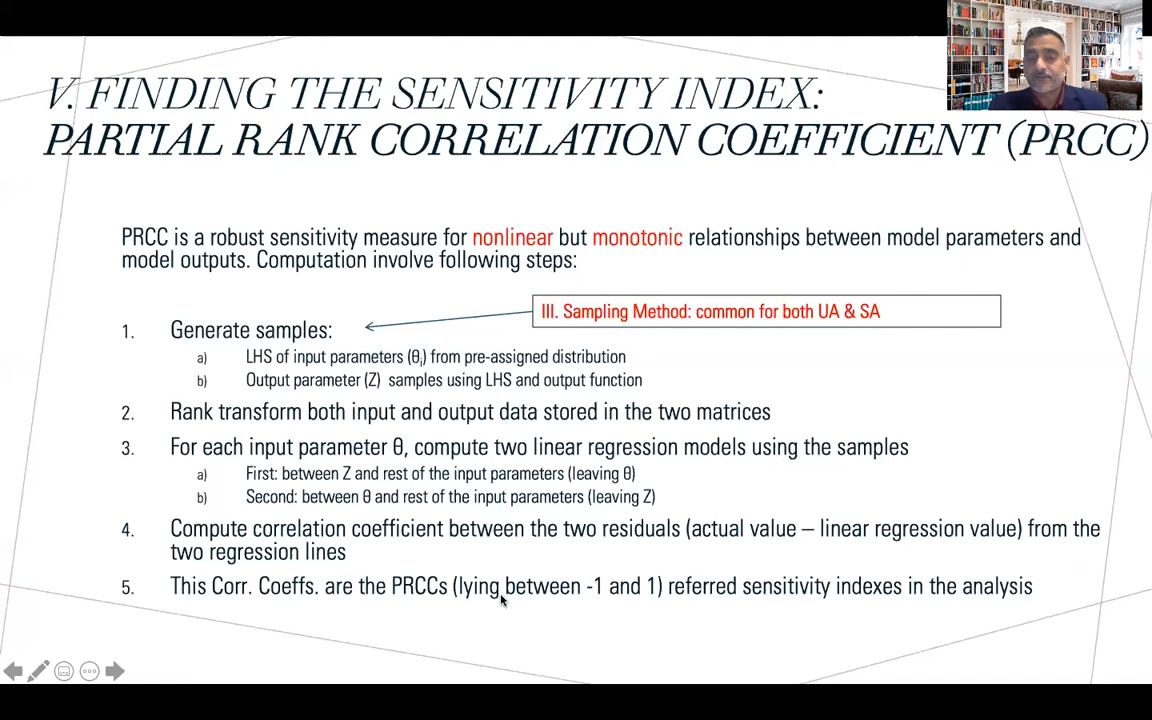 V. FINDING THE SENSITIVITY INDEX:
PARTIAL RANK CORRELATION COEFFICIENT (PRCC)
PRCC is a robust sensitivity measure for nonlinear but monotonic relationships between model parameters and
model outputs. Computation involve following steps:
III. Sampling Method: common for both UA & SA
1. Generate samples:
a) LHS of input parameters (θi) from pre-assigned distribution
b) Output parameter (Z) samples using LHS and output function
2. Rank transform both input and output data stored in the two matrices
3. For each input parameter θ, compute two linear regression models using the samples
a) First: between Z and rest of the input parameters (leaving θ)
b) Second: between θ and rest of the input parameters (leaving Z)
4. Compute correlation coefficient between the two residuals (actual value – linear regression value) from the
two regression lines
5. This Corr. Coeffs. are the PRCCs (lying between -1 and 1) referred sensitivity indexes in the analysis